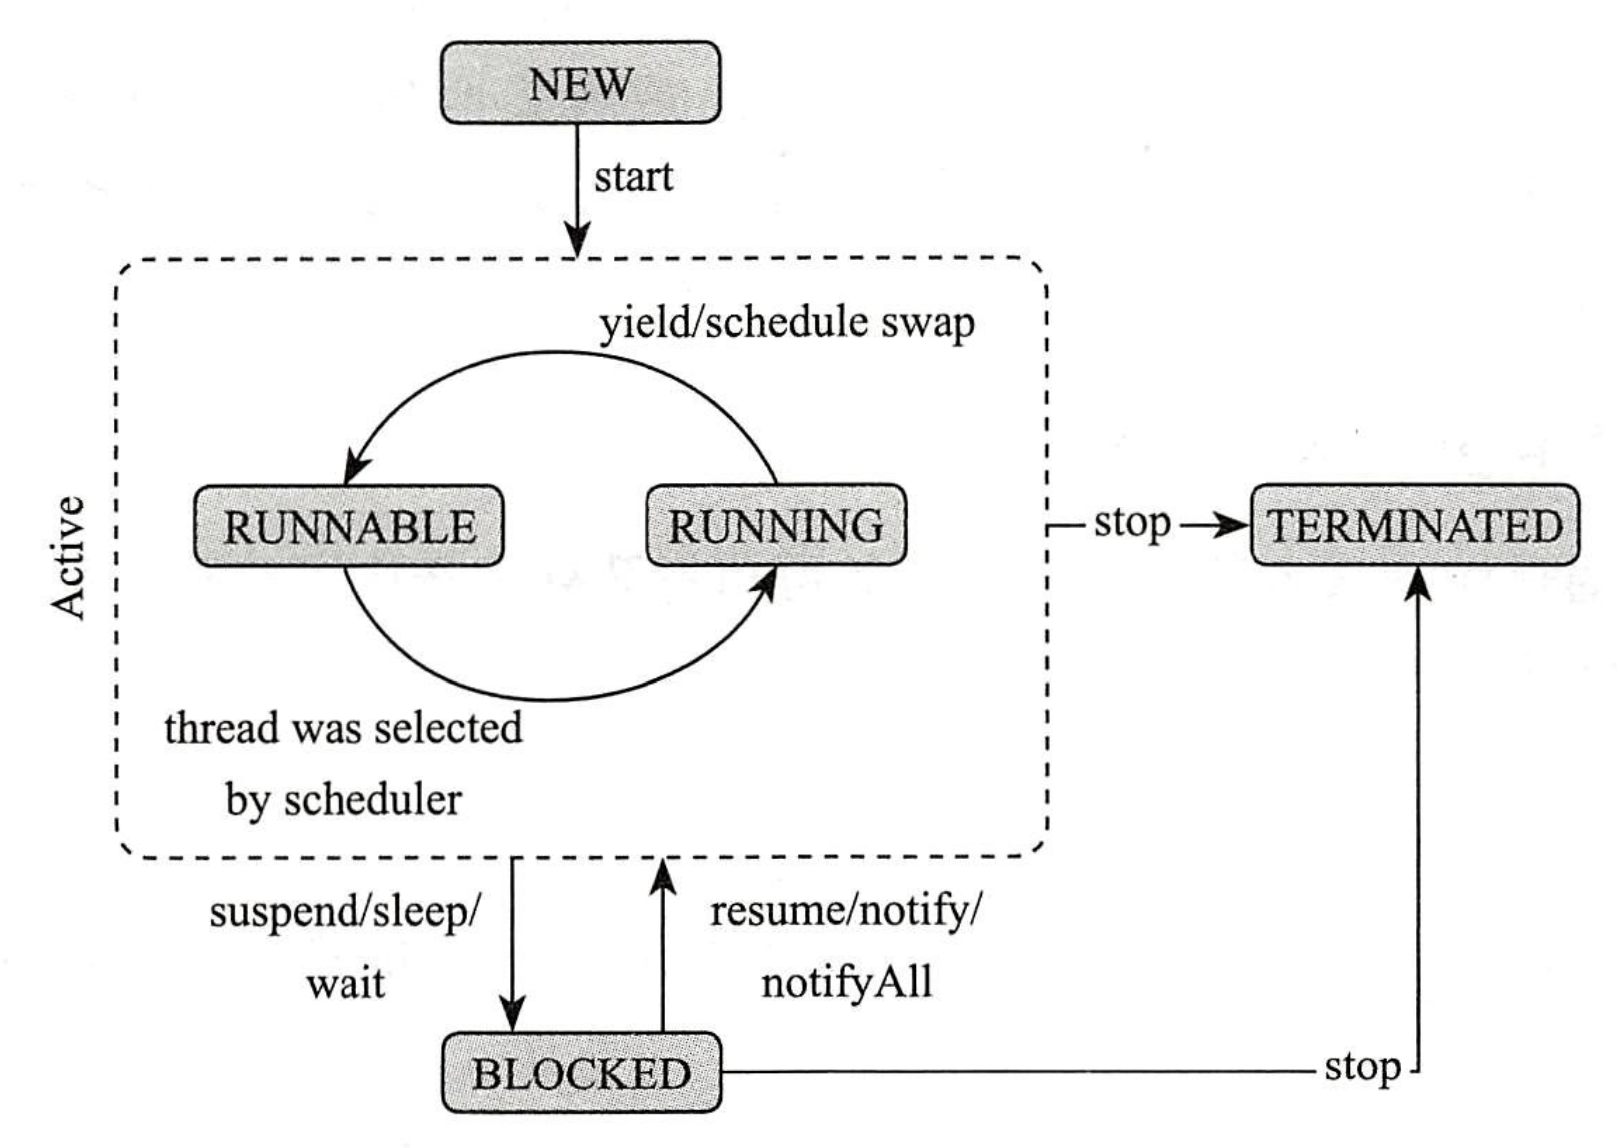 NEW
start
yield/schedule swap
RUNNABLE
RUNNING
stop
TERMINATED
Active
thread was selected
by scheduler
suspend/sleep/
wait
resume/notify/
notifyAll
BLOCKED
stop